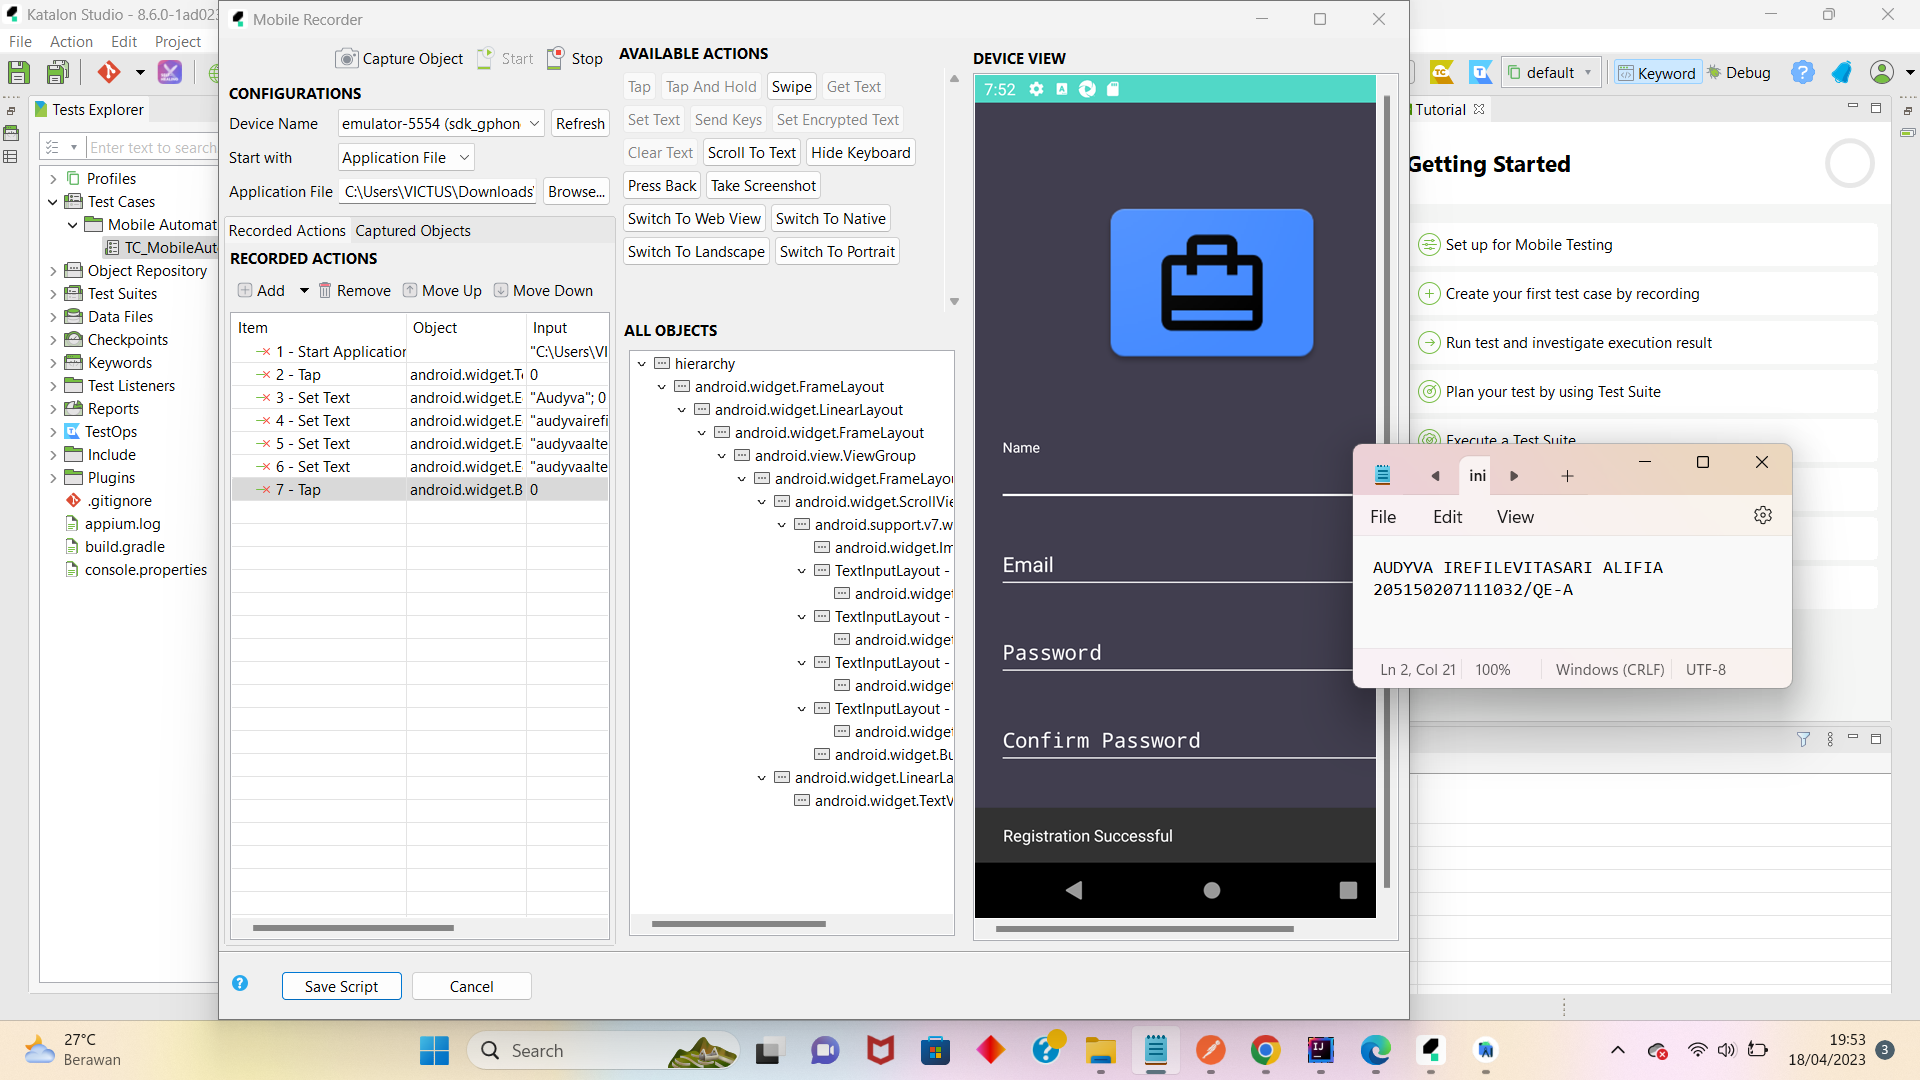 Katalon Studio - 8.6.0-1ad023
File Action Edit Project
Tests Explorer
Enter text to search
Profiles
Test Cases
Mobile Automat
TC_MobileAut
Object Repository
Test Suites
Data Files
Checkpoints
Keywords
Test Listeners
Reports
TestOps
Include
Plugins
.gitignore
appium.log
build.gradle
console.properties
Mobile Recorder
Capture Object Start Stop
CONFIGURATIONS
Device Name emulator-5554 (sdk_gphon Refresh
Start with Application File
Application File C:\Users\VICTUS\Downloads\ Browse...
Recorded Actions Captured Objects
RECORDED ACTIONS
Add Remove Move Up Move Down
Item Object Input
1 - Start Application "C:\Users\VI
2 - Tap android.widget.Te 0
3 - Set Text android.widget.E "Audyva"; 0
4 - Set Text android.widget.E "audyvairefi
5 - Set Text android.widget.E "audyvaalte
6 - Set Text android.widget.E "audyvaalte
7 - Tap android.widget.B 0
Save Script Cancel
AVAILABLE ACTIONS
Tap Tap And Hold Swipe Get Text
Set Text Send Keys Set Encrypted Text
Clear Text Scroll To Text Hide Keyboard
Press Back Take Screenshot
Switch To Web View Switch To Native
Switch To Landscape Switch To Portrait
ALL OBJECTS
hierarchy
android.widget.FrameLayout
android.widget.LinearLayout
android.widget.FrameLayout
android.view.ViewGroup
android.widget.FrameLayou
android.widget.ScrollVie
android.support.v7.w
android.widget.Im
TextInputLayout -
android.widget
TextInputLayout -
android.widget
TextInputLayout -
android.widget
TextInputLayout -
android.widget
android.widget.Bu
android.widget.LinearLa
android.widget.TextV
DEVICE VIEW
7:52
Name
Email
Password
Confirm Password
Registration Successful
default Keyword Debug
Tutorial
Getting Started
Set up for Mobile Testing
Create your first test case by recording
Run test and investigate execution result
Plan your test by using Test Suite
Execute a Test Suite
ini
File Edit View
AUDYVA IREFILEVITASARI ALIFIA
205150207111032/QE-A
Ln 2, Col 21 100% Windows (CRLF) UTF-8
27°C
Berawan
Search
19:53
18/04/2023
3